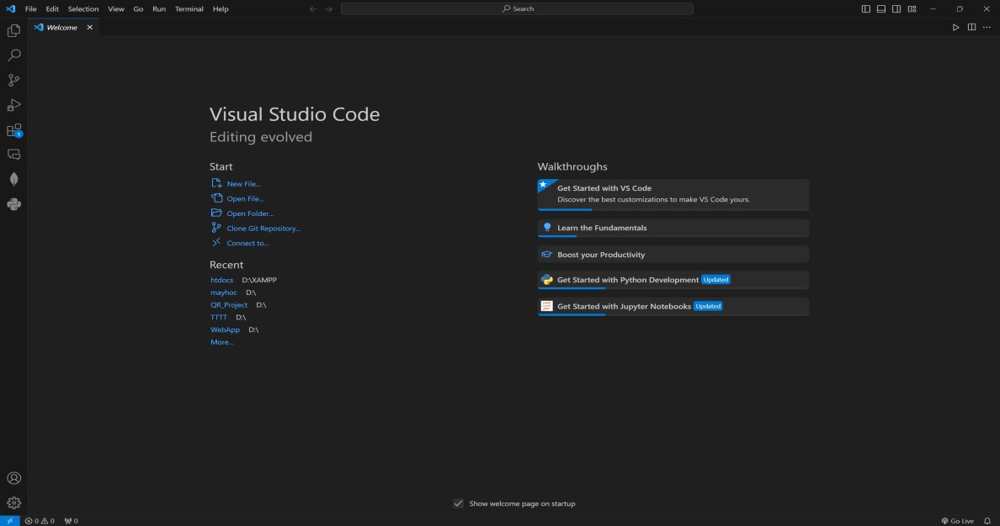 File Edit Selection View Go Run Terminal Help
Search
Welcome
1
Visual Studio Code
Editing evolved
Start
New File...
Open File...
Open Folder...
Clone Git Repository...
Connect to...
Recent
htdocs D:\XAMPP
mayhoc D:\
QR_Project D:\
TTTT D:\
WebApp D:\
More...
Walkthroughs
Get Started with VS Code
Discover the best customizations to make VS Code yours.
Learn the Fundamentals
Boost your Productivity
Get Started with Python Development Updated
Get Started with Jupyter Notebooks Updated
Show welcome page on startup
0 0 0 Go Live